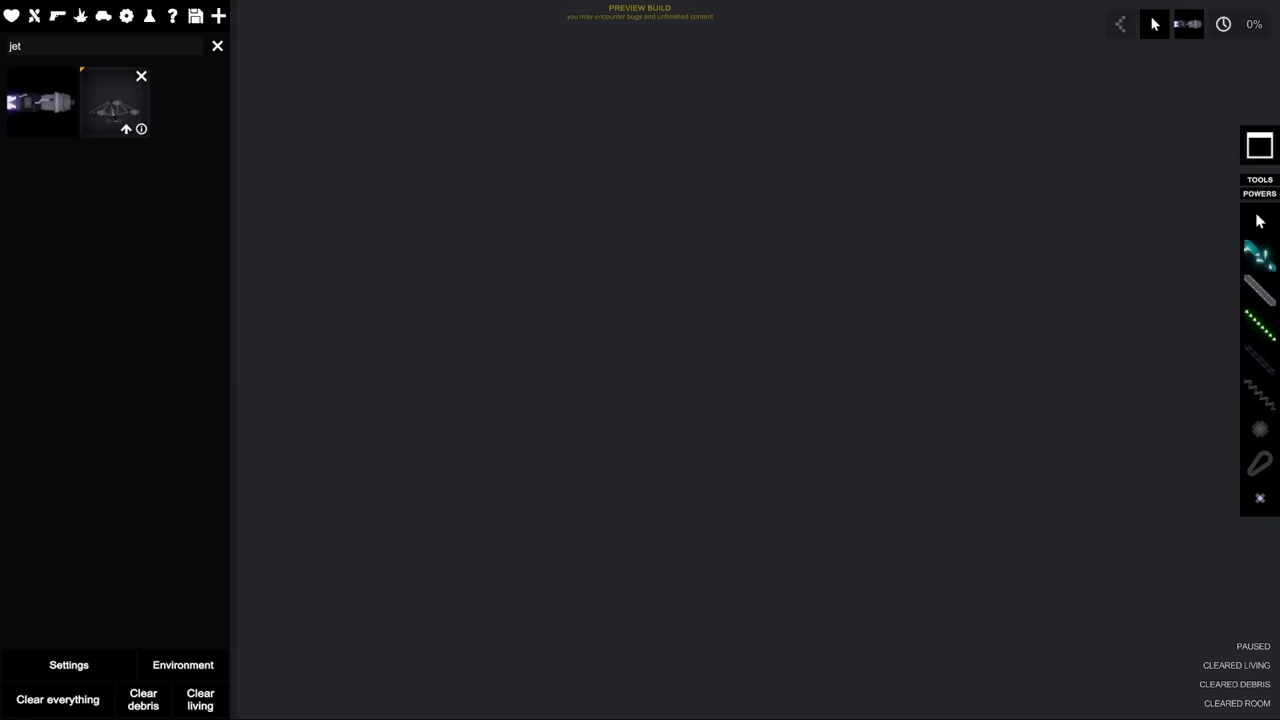 PREVIEW BUILD
you may encounter bugs and unfinished content
0%
jet
TOOLS
POWERS
PAUSED
CLEARED LIVING
CLEARED DEBRIS
CLEARED ROOM
Settings
Environment
Clear everything
Clear debris
Clear living